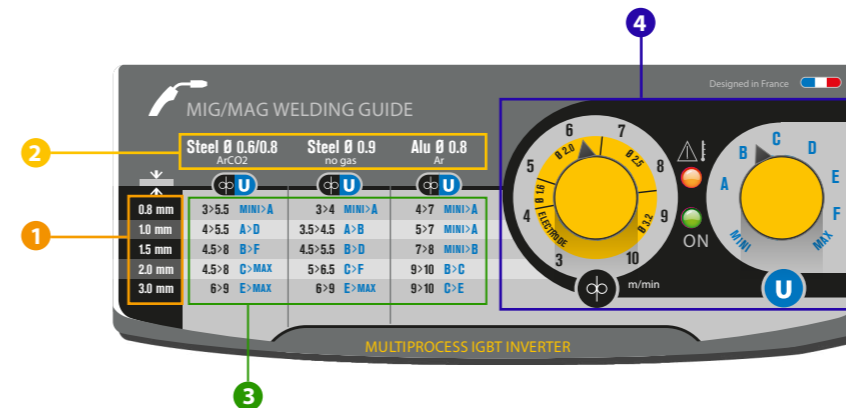 4
Designed in France
MIG/MAG WELDING GUIDE
2
Steel Ø 0.6/0.8 Steel Ø 0.9 Alu Ø 0.8
ArCO2 no gas Ar
U U U
1
0.8 mm 3>5.5 MINI>A 3>4 MINI>A 4>7 MINI>A
1.0 mm 4>5.5 A>D 3.5>4.5 A>B 5>7 MINI>A
1.5 mm 4.5>8 B>F 4.5>5.5 B>D 7>8 MINI>B
2.0 mm 4.5>8 C>MAX 5>6.5 C>F 9>10 B>C
3.0 mm 6>9 E>MAX 6>9 E>MAX 9>10 C>E
3 4 5 6 7 8 9 10
ELECTRODE Ø 1.6 Ø 2.0 Ø 2.5 Ø 3.2
m/min
ON
MINI A B C D E F MAX
U
MULTIPROCESS IGBT INVERTER
3